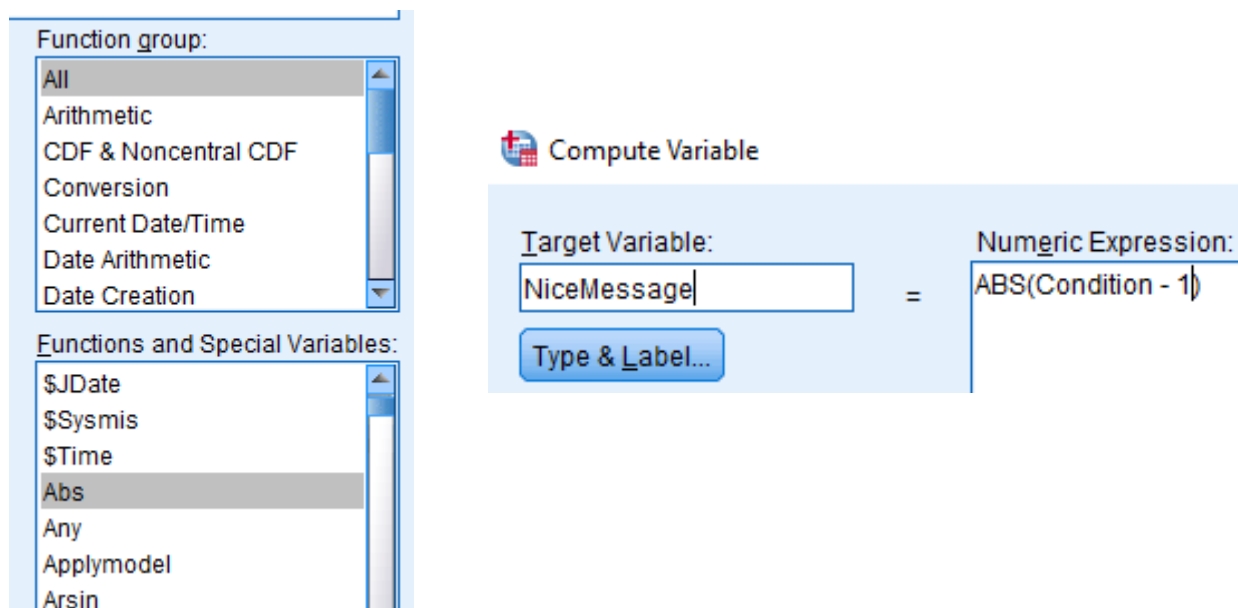 Function group:
All
Arithmetic
CDF & Noncentral CDF
Conversion
Current Date/Time
Date Arithmetic
Date Creation
Functions and Special Variables:
$JDate
$Sysmis
$Time
Abs
Any
Applymodel
Arsin
Compute Variable
Target Variable:
NiceMessage
Type & Label...
=
Numeric Expression:
ABS(Condition - 1)